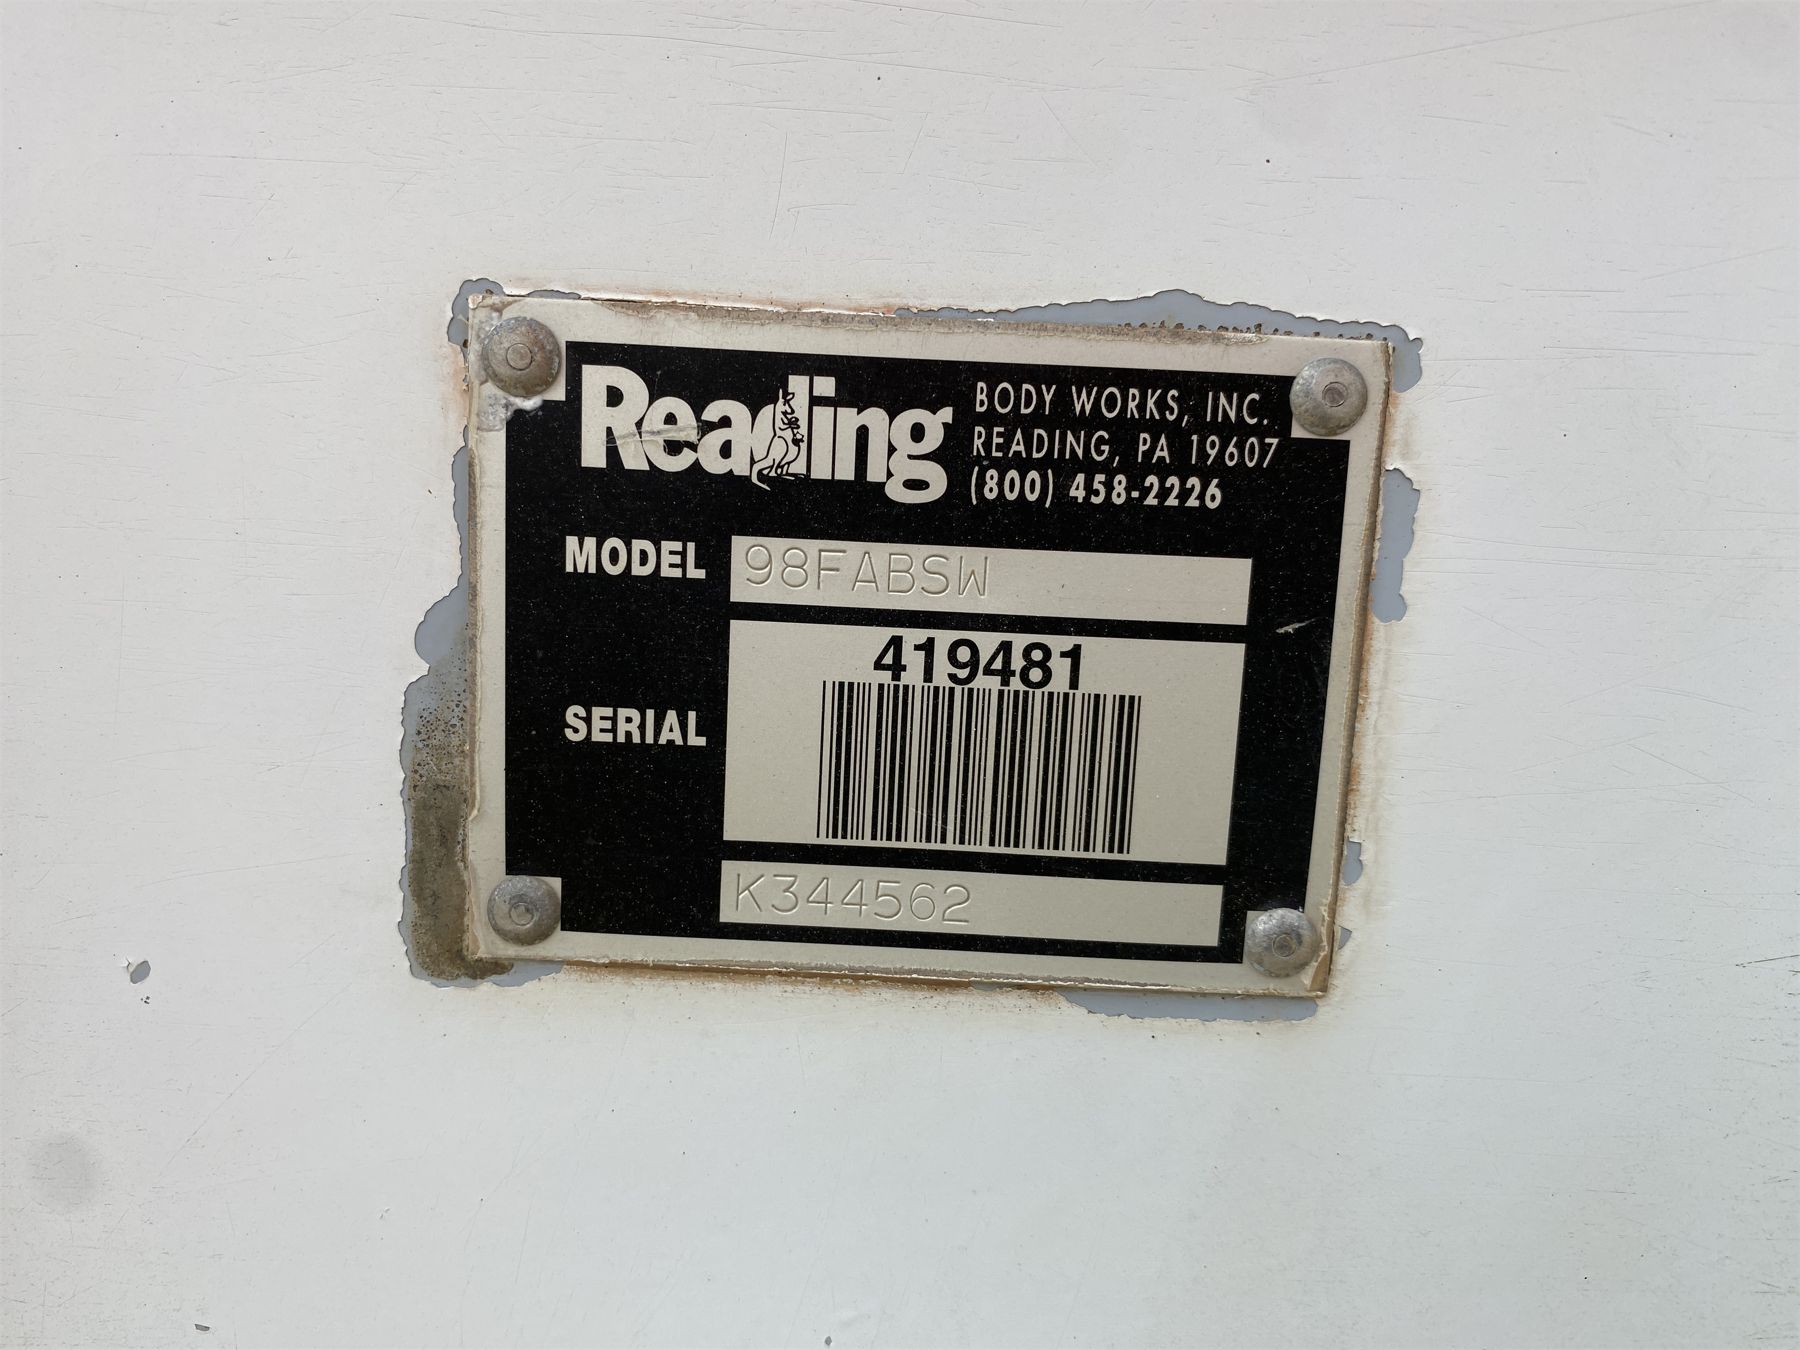 Reading
BODY WORKS, INC.
READING, PA 19607
(800) 458-2226
MODEL 98FABSW
419481
SERIAL
K344562